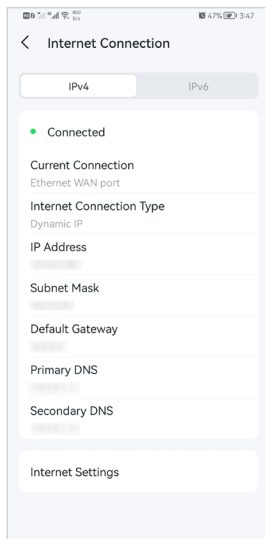 460
B/s
47%
3:47
Internet Connection
IPv4
IPv6
Connected
Current Connection
Ethernet WAN port
Internet Connection Type
Dynamic IP
IP Address
Subnet Mask
Default Gateway
Primary DNS
Secondary DNS
Internet Settings